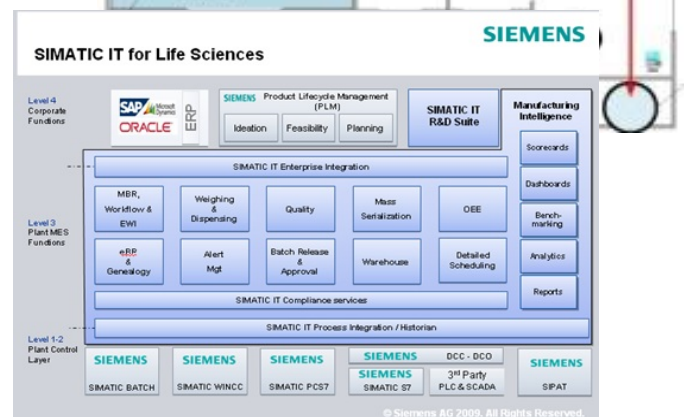 SIEMENS
SIMATIC IT for Life Sciences
Level 4
Corporate
Functions
SAP
Microsoft
Dynamics
ORACLE
ERP
SIEMENS Product Lifecycle Management
(PLM)
Ideation
Feasibility
Planning
SIMATIC IT
R&D Suite
Manufacturing
Intelligence
Scorecards
Dashboards
Bench-
marking
Analytics
Reports
SIMATIC IT Enterprise Integration
Level 3
Plant MES
Functions
MBR,
Workflow &
EWI
Weighing
&
Dispensing
Quality
Mass
Serialization
OEE
eBR
&
Genealogy
Alert
Mgt
Batch Release
&
Approval
Warehouse
Detailed
Scheduling
SIMATIC IT Compliance services
SIMATIC IT Process Integration / Historian
Level 1-2
Plant Control
Layer
SIEMENS
SIMATIC BATCH
SIEMENS
SIMATIC WINCC
SIEMENS
SIMATIC PCS7
SIEMENS
DCC - DCO
SIEMENS
SIMATIC S7
3rd Party
PLC & SCADA
SIEMENS
SIPAT
© Siemens AG 2009. All Rights Reserved.